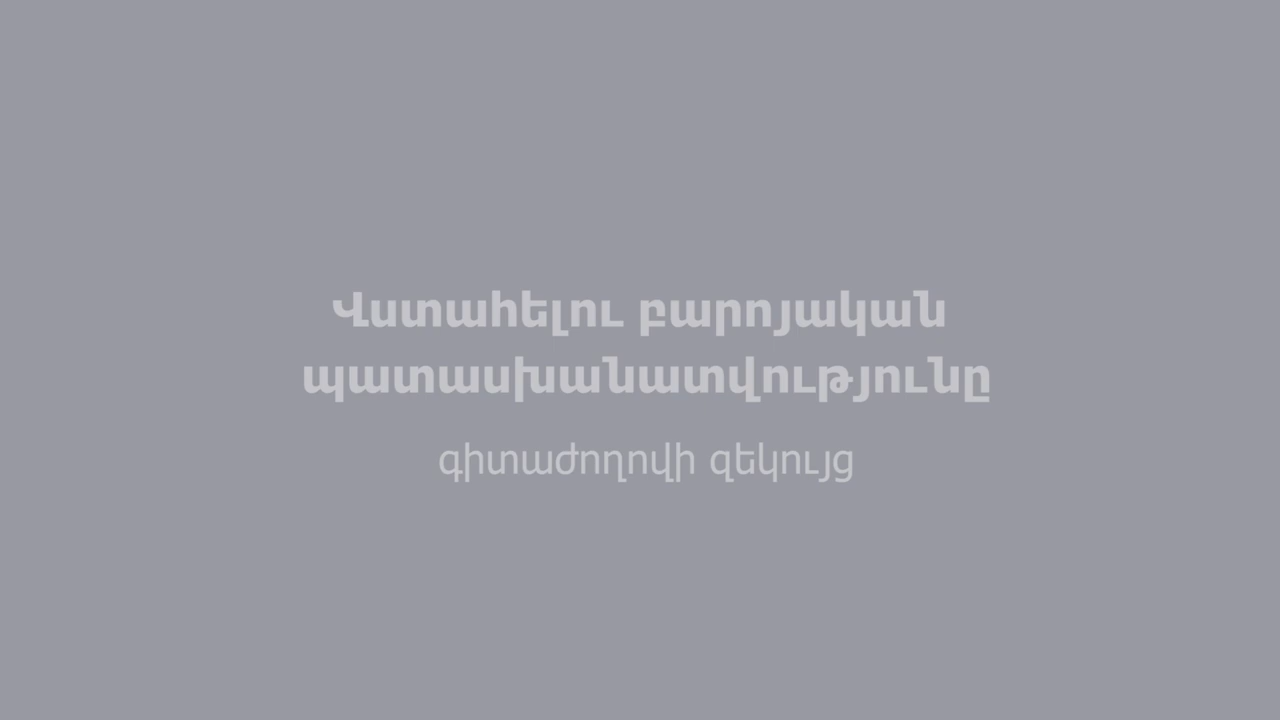 Վստահելու բարոյական
պատասխանատվությունը
գիտաժողովի զեկույց